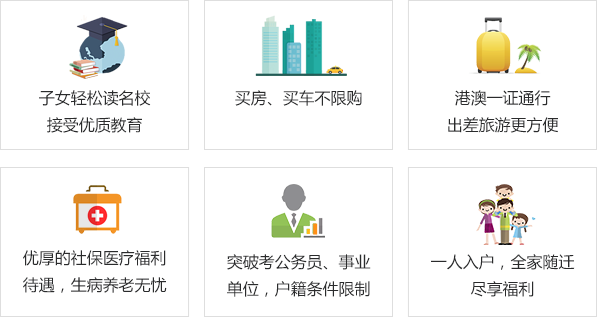 子女轻松读名校
接受优质教育
买房、买车不限购
港澳一证通行
出差旅游更方便
优厚的社保医疗福利
待遇，生病养老无忧
突破考公务员、事业
单位，户籍条件限制
一人入户，全家随迁
尽享福利